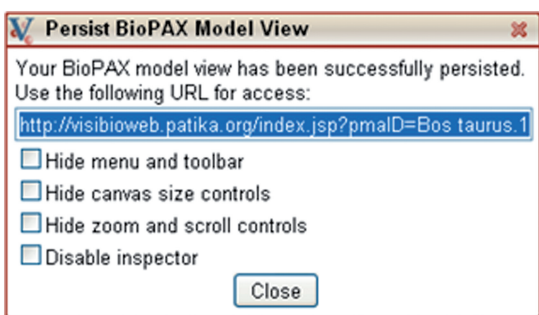 Persist BioPAX Model View
Your BioPAX model view has been successfully persisted.
Use the following URL for access:
http://visibioweb.patika.org/index.jsp?pmaID=Bos taurus.1
Hide menu and toolbar
Hide canvas size controls
Hide zoom and scroll controls
Disable inspector
Close